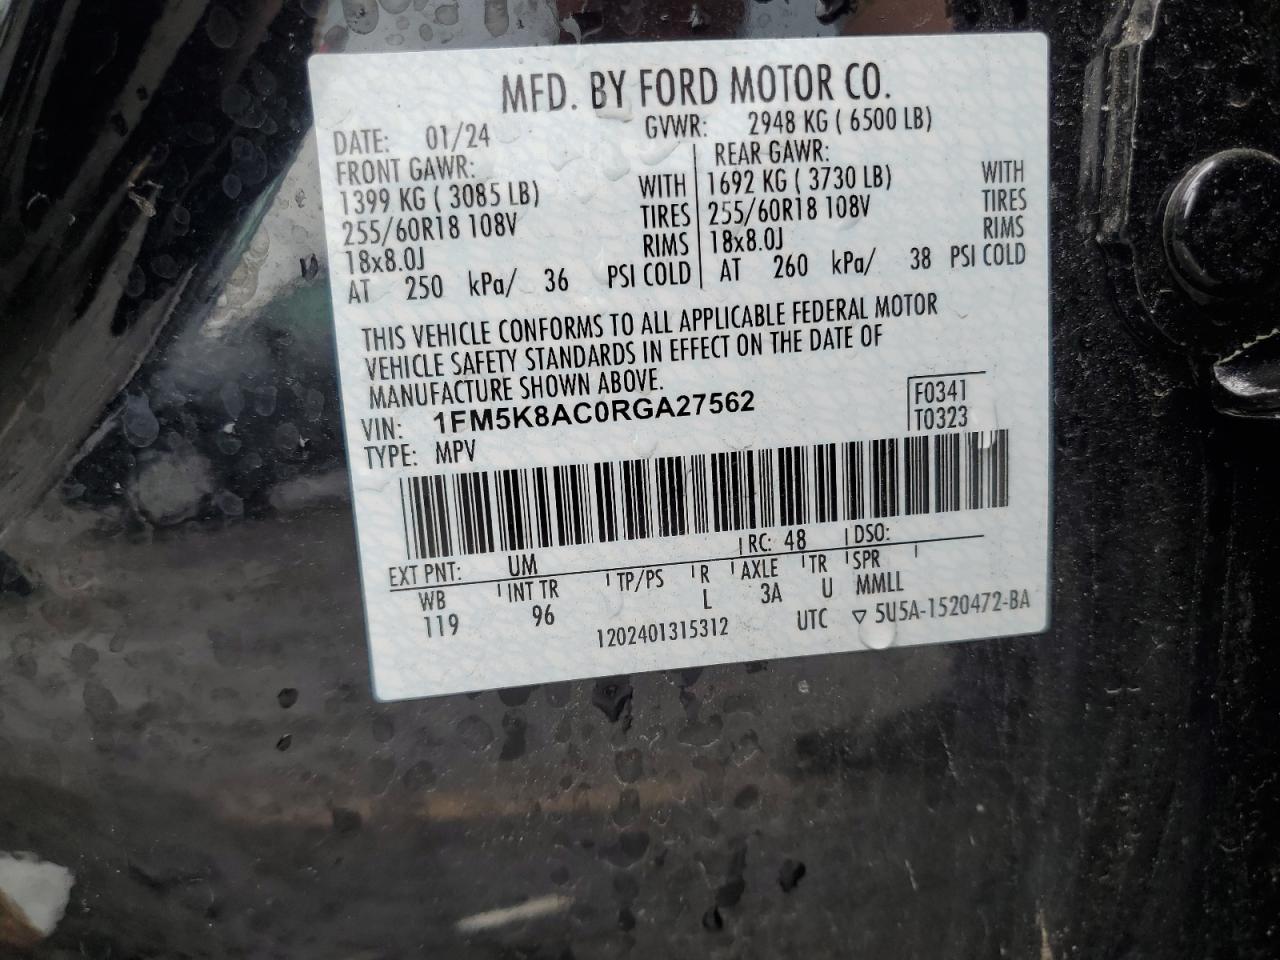 MFD. BY FORD MOTOR CO.
DATE: 01/24 GVWR: 2948 KG ( 6500 LB)
FRONT GAWR: REAR GAWR:
1399 KG ( 3085 LB) WITH 1692 KG ( 3730 LB) WITH
255/60R18 108V TIRES 255/60R18 108V TIRES
18x8.0J RIMS 18x8.0J RIMS
AT 250 kPa/ 36 PSI COLD AT 260 kPa/ 38 PSI COLD
THIS VEHICLE CONFORMS TO ALL APPLICABLE FEDERAL MOTOR
VEHICLE SAFETY STANDARDS IN EFFECT ON THE DATE OF
MANUFACTURE SHOWN ABOVE.
VIN: 1FM5K8AC0RGA27562 F0341
TYPE: MPV T0323
EXT PNT: UM RC: 48 DSO:
WB INT TR TP/PS R AXLE TR SPR
119 96 L 3A U MMLL
1202401315312 UTC ▽ 5U5A-1520472-BA